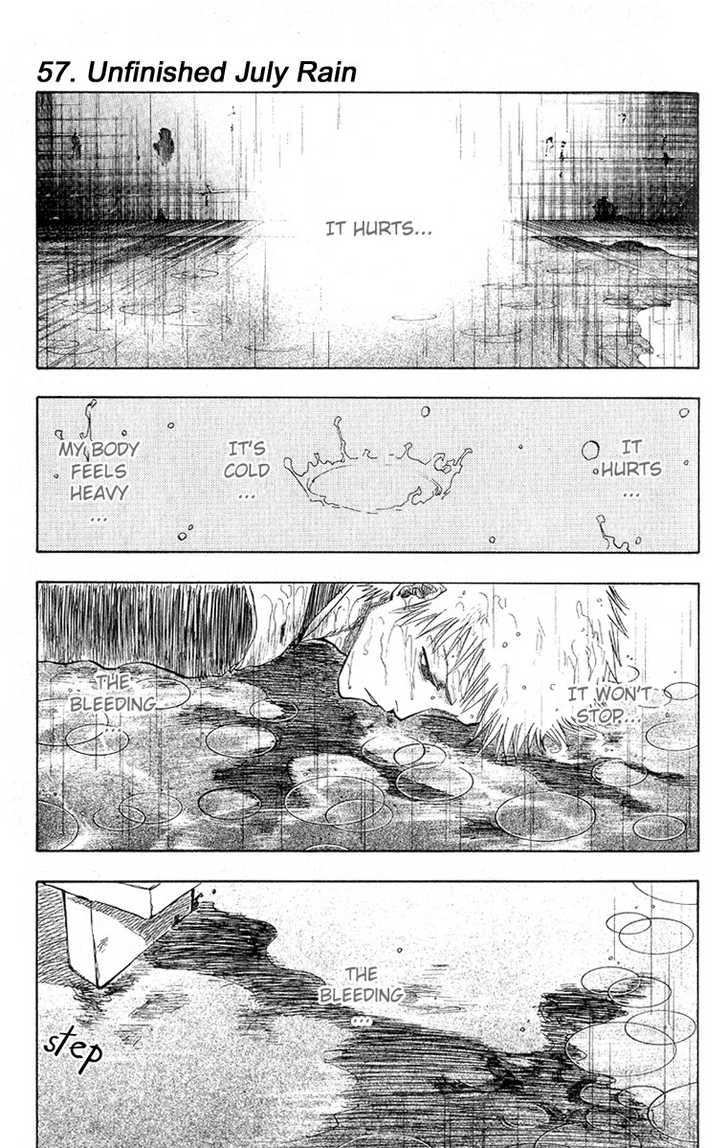 57. Unfinished July Rain
IT HURTS...
IT
HURTS
...
IT'S
COLD
...
MY BODY
FEELS
HEAVY
...
IT WON'T
STOP...
THE
BLEEDING
...
THE
BLEEDING
...
step